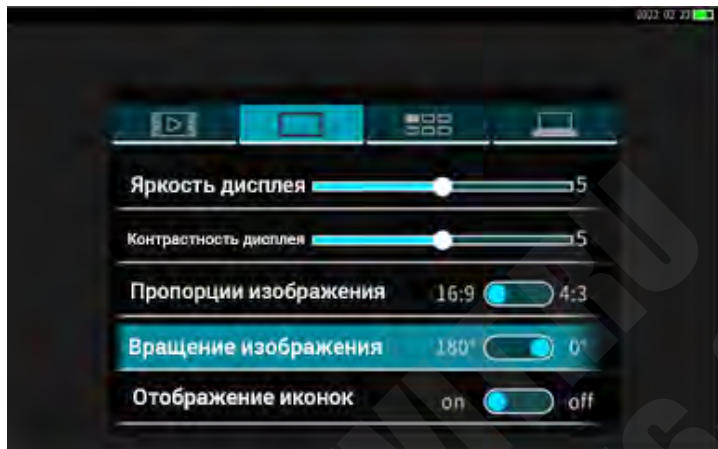 2022 02 23
Яркость дисплея 5
Контрастность дисплея 5
Пропорции изображения 16:9 4:3
Вращение изображения 180° 0°
Отображение иконок on off